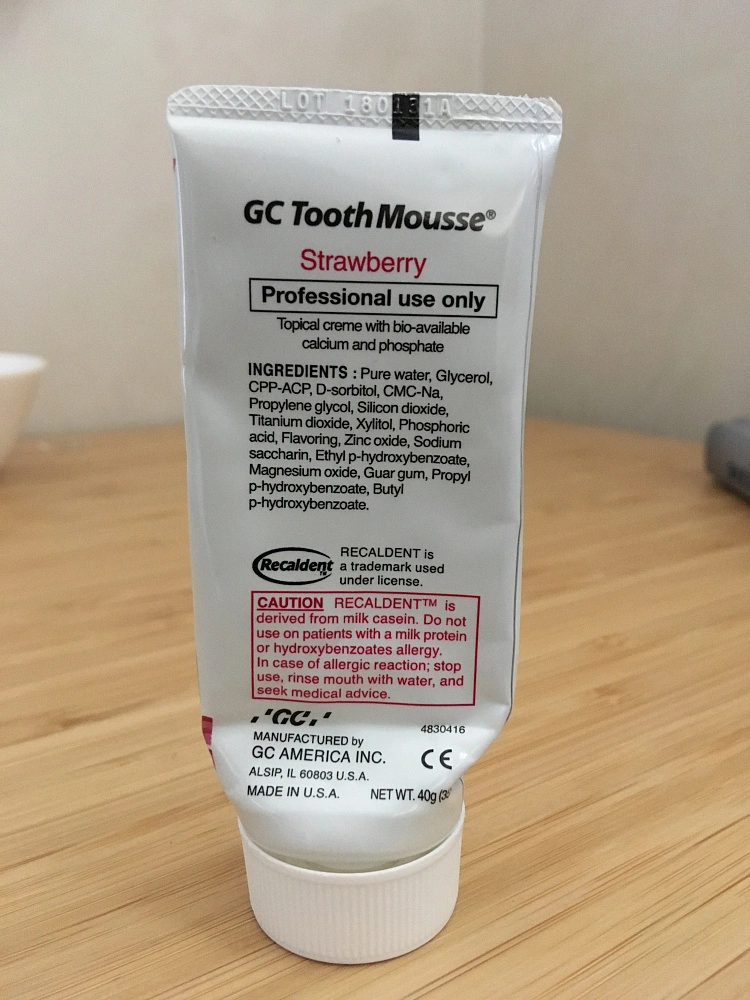 LOT 180131A
GC Tooth Mousse®
Strawberry
Professional use only
Topical creme with bio-available
calcium and phosphate
INGREDIENTS : Pure water, Glycerol,
CPP-ACP, D-sorbitol, CMC-Na,
Propylene glycol, Silicon dioxide,
Titanium dioxide, Xylitol, Phosphoric
acid, Flavoring, Zinc oxide, Sodium
saccharin, Ethyl p-hydroxybenzoate,
Magnesium oxide, Guar gum, Propyl
p-hydroxybenzoate, Butyl
p-hydroxybenzoate.
Recaldent™
RECALDENT is
a trademark used
under license.
CAUTION RECALDENT™ is
derived from milk casein. Do not
use on patients with a milk protein
or hydroxybenzoates allergy.
In case of allergic reaction; stop
use, rinse mouth with water, and
seek medical advice.
GC
4830416
MANUFACTURED by
GC AMERICA INC.
CE
ALSIP, IL 60803 U.S.A.
MADE IN U.S.A. NET WT. 40g